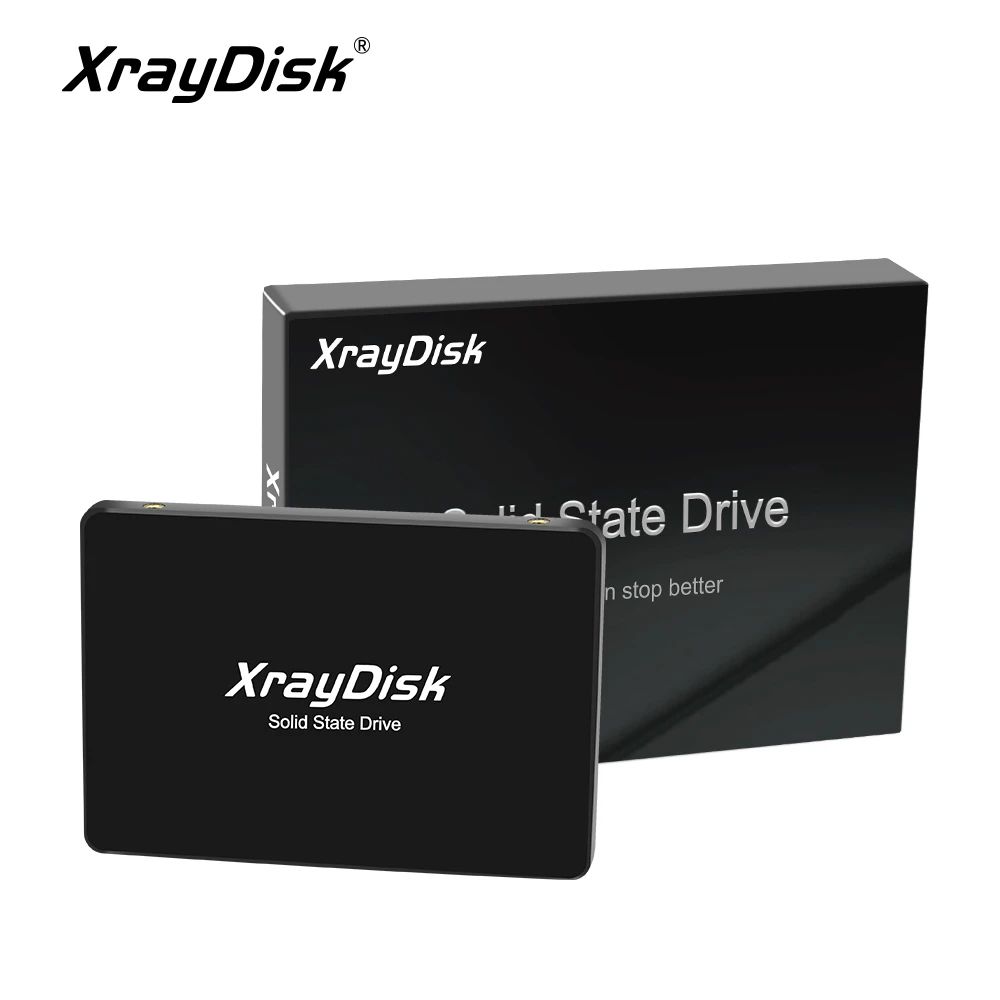 XrayDisk®
XrayDisk
Solid State Drive
n stop better
XrayDisk
Solid State Drive